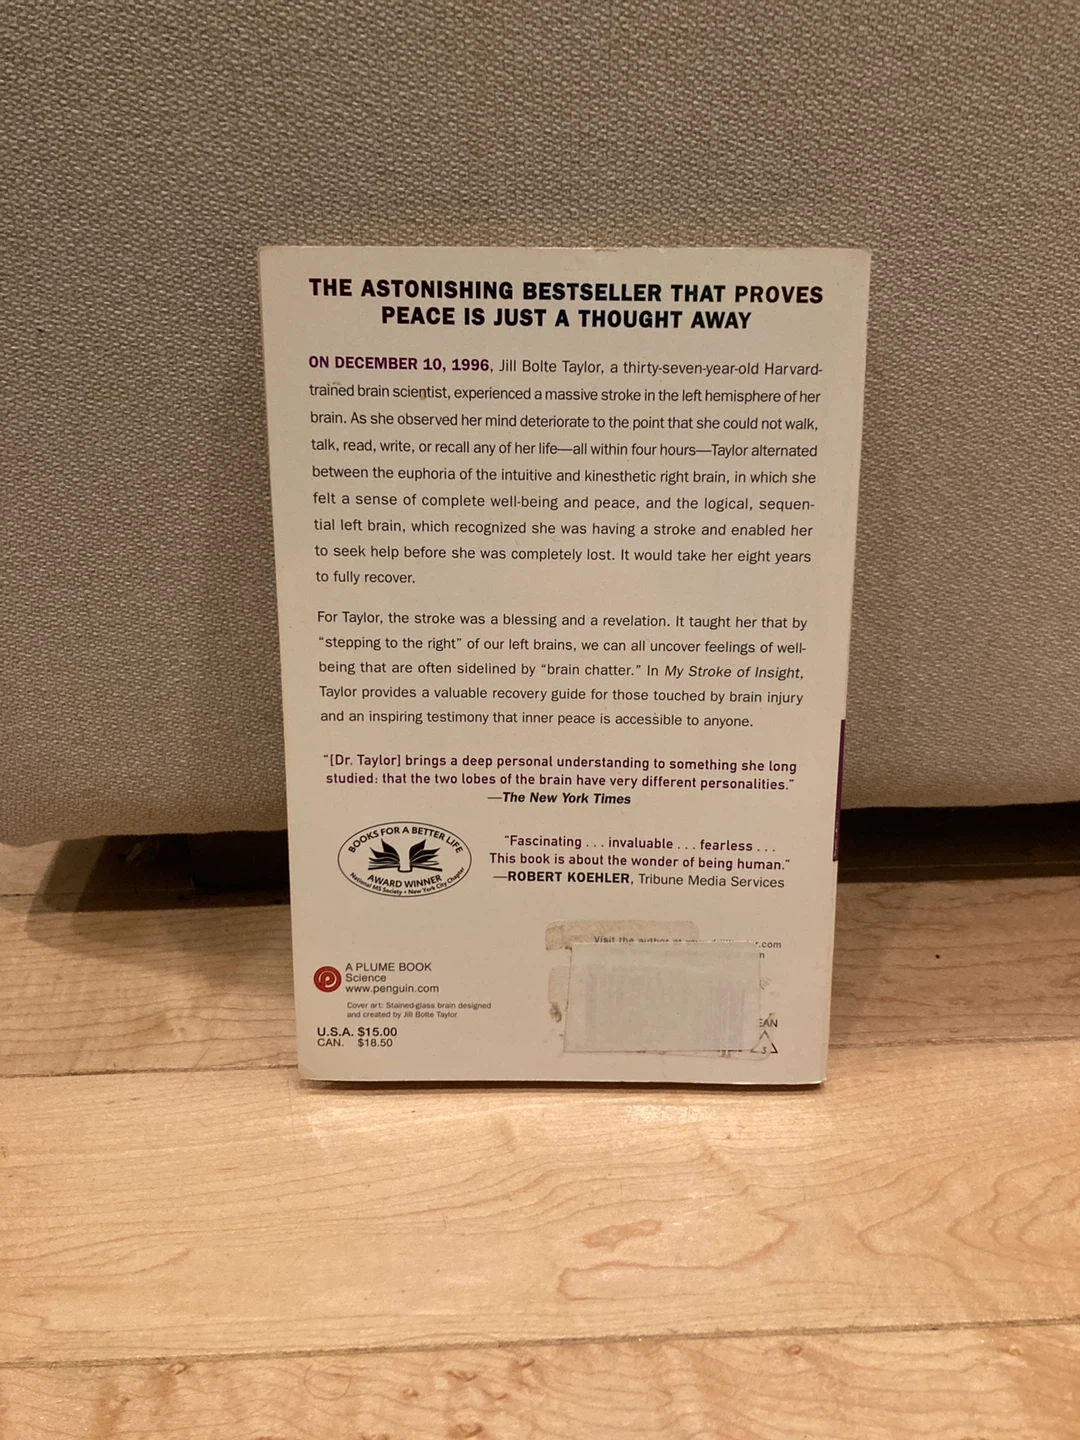 THE ASTONISHING BESTSELLER THAT PROVES
PEACE IS JUST A THOUGHT AWAY
ON DECEMBER 10, 1996, Jill Bolte Taylor, a thirty-seven-year-old Harvard-
trained brain scientist, experienced a massive stroke in the left hemisphere of her
brain. As she observed her mind deteriorate to the point that she could not walk,
talk, read, write, or recall any of her life—all within four hours—Taylor alternated
between the euphoria of the intuitive and kinesthetic right brain, in which she
felt a sense of complete well-being and peace, and the logical, sequen-
tial left brain, which recognized she was having a stroke and enabled her
to seek help before she was completely lost. It would take her eight years
to fully recover.
For Taylor, the stroke was a blessing and a revelation. It taught her that by
“stepping to the right” of our left brains, we can all uncover feelings of well-
being that are often sidelined by “brain chatter.” In My Stroke of Insight,
Taylor provides a valuable recovery guide for those touched by brain injury
and an inspiring testimony that inner peace is accessible to anyone.
“[Dr. Taylor] brings a deep personal understanding to something she long
studied: that the two lobes of the brain have very different personalities.”
—The New York Times
BOOKS FOR A BETTER LIFE
AWARD WINNER
National MS Society • New York City Chapter
“Fascinating . . . invaluable . . . fearless . . .
This book is about the wonder of being human.”
—ROBERT KOEHLER, Tribune Media Services
Visit the author at .com
A PLUME BOOK
Science
www.penguin.com
Cover art: Stained-glass brain designed
and created by Jill Bolte Taylor
U.S.A. $15.00
CAN. $18.50
EAN